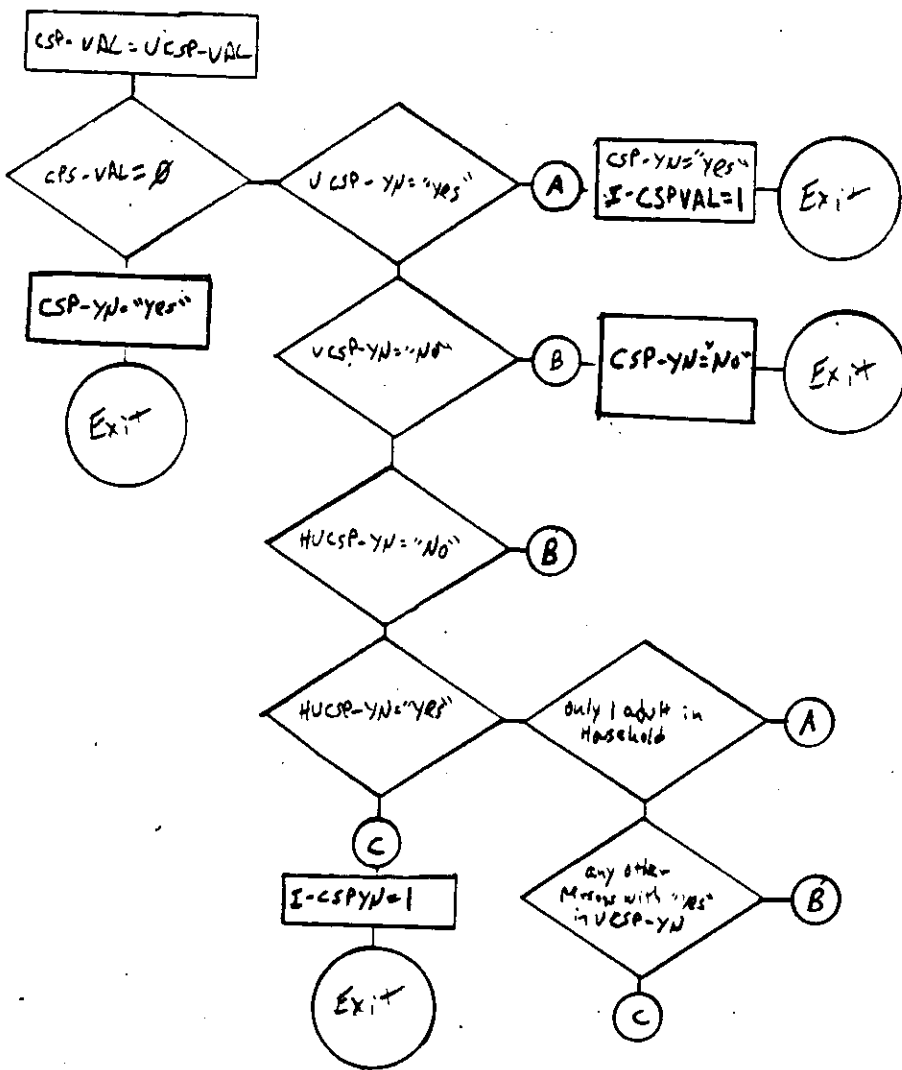 CSP-VAL=UCSP-VAL
CPS-VAL=Ø
UCSP-YN="Yes"
A
CSP-YN="Yes"
I-CSPVAL=1
Exit
CSP-YN="Yes"
Exit
UCSP-YN="No"
B
CSP-YN="No"
Exit
HUCSP-YN="No"
B
HUCSP-YN="Yes"
only 1 adult in
Household
A
C
I-CSPYN=1
Exit
any other
Persons with "Yes"
in UCSP-YN
B
C